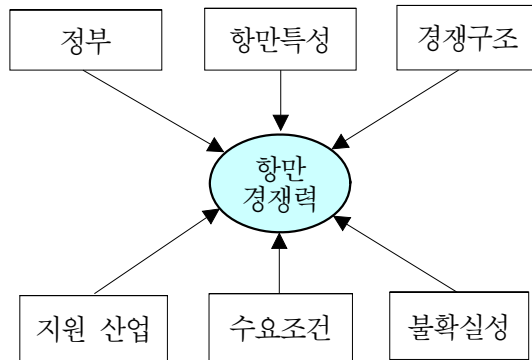 정부
항만특성
경쟁구조
항만
경쟁력
지원 산업
수요조건
불확실성